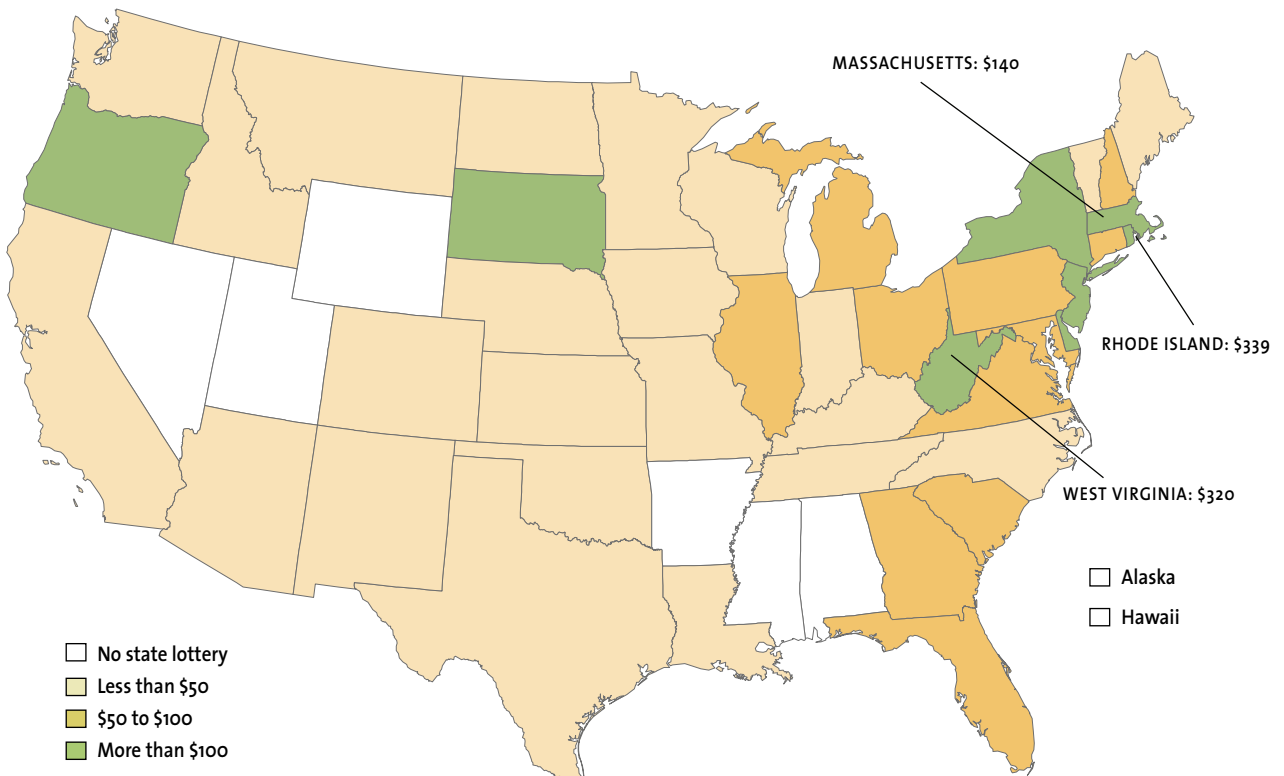 MASSACHUSETTS: $140
RHODE ISLAND: $339
WEST VIRGINIA: $320
Alaska
Hawaii
No state lottery
Less than $50
$50 to $100
More than $100